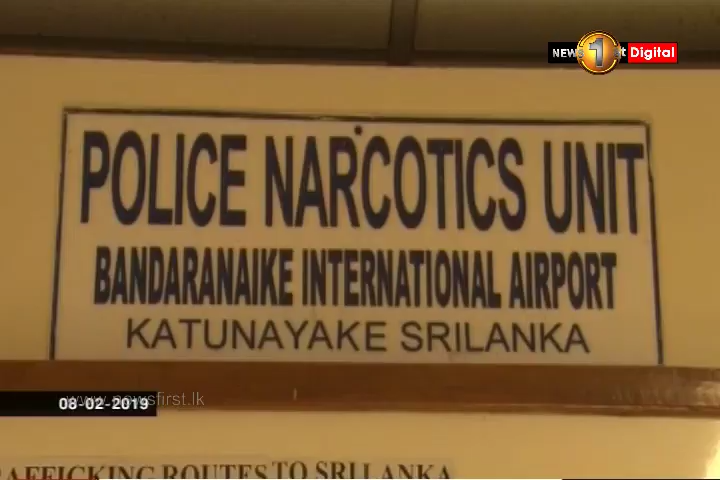 NEWS 1st Digital
POLICE NARCOTICS UNIT
BANDARANAIKE INTERNATIONAL AIRPORT
KATUNAYAKE SRILANKA
www.newsfirst.lk
08-02-2019
RAFFICKING ROUTES TO SRI LANKA